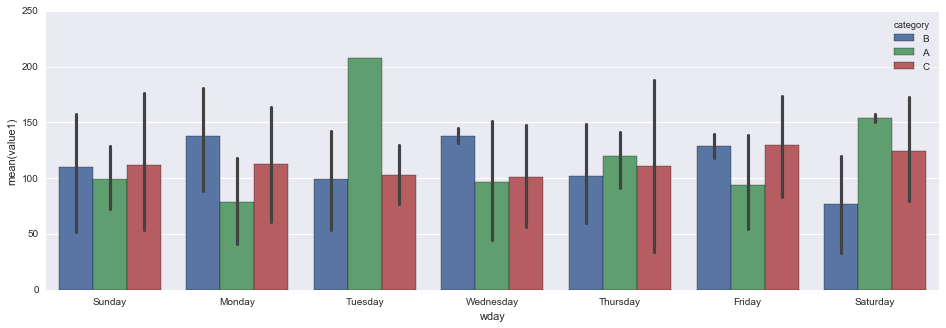 250
200
150
100
50
0
mean(value1)
category
B
A
C
Sunday Monday Tuesday Wednesday Thursday Friday Saturday
wday